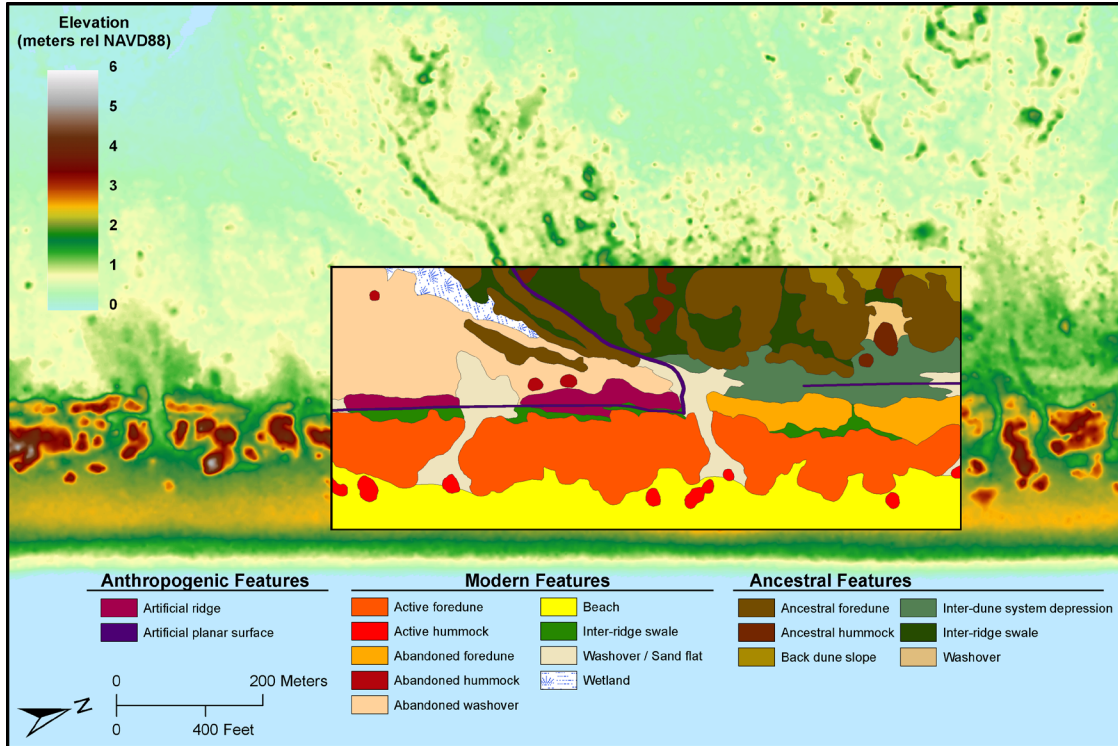 Elevation
(meters rel NAVD88)
6
5
4
3
2
1
0
Anthropogenic Features
Artificial ridge
Artificial planar surface
Modern Features
Active foredune
Active hummock
Abandoned foredune
Abandoned hummock
Abandoned washover
Beach
Inter-ridge swale
Washover / Sand flat
Wetland
Ancestral Features
Ancestral foredune
Ancestral hummock
Back dune slope
Inter-dune system depression
Inter-ridge swale
Washover
N
0 200 Meters
0 400 Feet